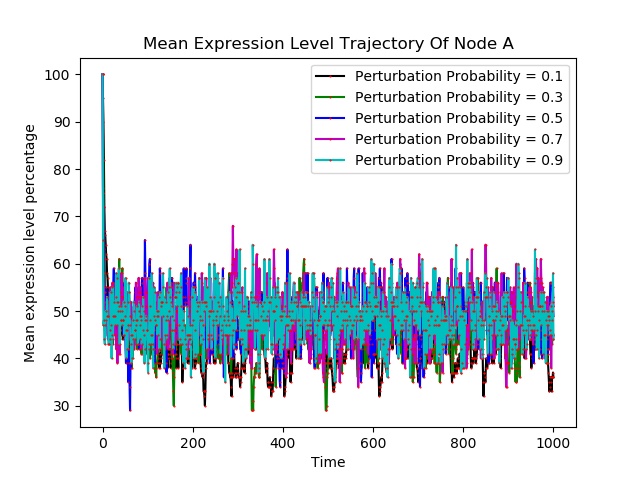 Mean Expression Level Trajectory Of Node A
Perturbation Probability = 0.1
Perturbation Probability = 0.3
Perturbation Probability = 0.5
Perturbation Probability = 0.7
Perturbation Probability = 0.9
Mean expression level percentage
100
90
80
70
60
50
40
30
0 200 400 600 800 1000
Time